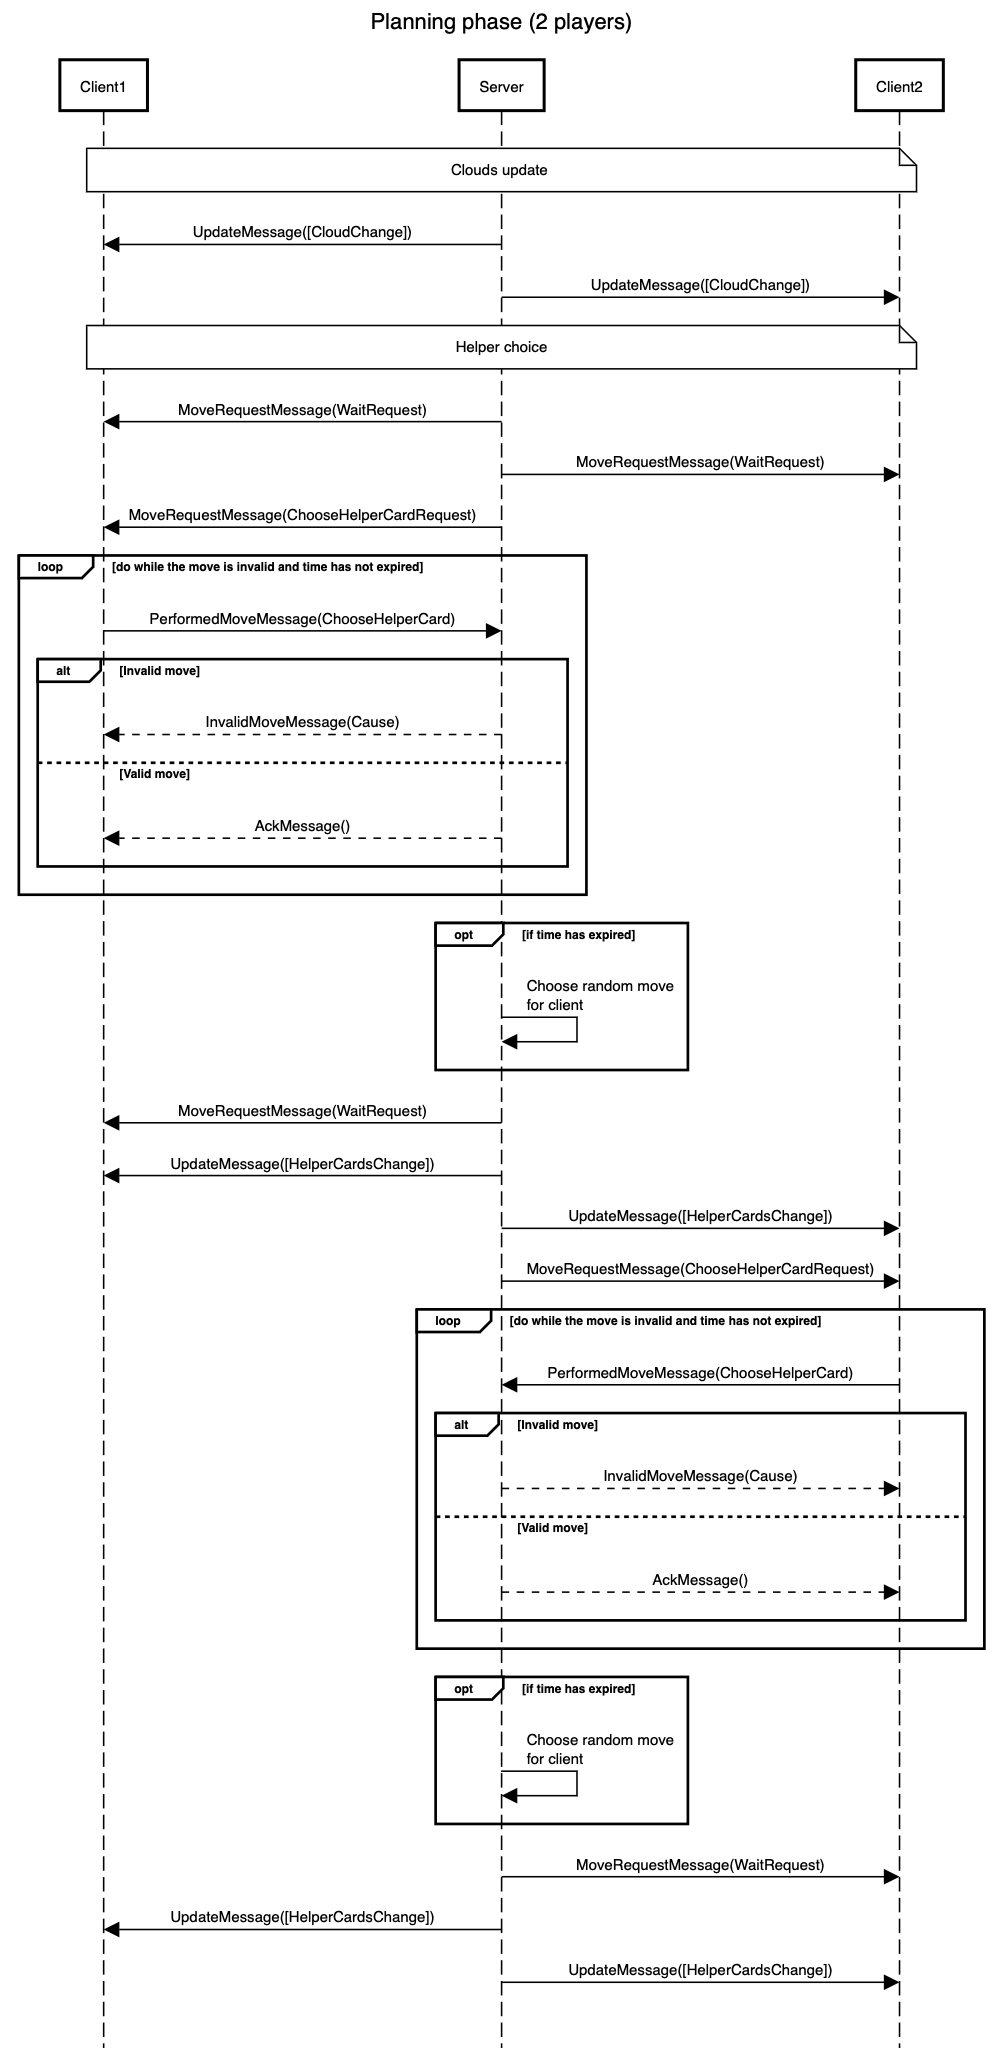 Planning phase (2 players)
Client1
Server
Client2
Clouds update
UpdateMessage([CloudChange])
UpdateMessage([CloudChange])
Helper choice
MoveRequestMessage(WaitRequest)
MoveRequestMessage(WaitRequest)
MoveRequestMessage(ChooseHelperCardRequest)
loop
[do while the move is invalid and time has not expired]
PerformedMoveMessage(ChooseHelperCard)
alt
[Invalid move]
InvalidMoveMessage(Cause)
[Valid move]
AckMessage()
opt
[if time has expired]
Choose random move
for client
MoveRequestMessage(WaitRequest)
UpdateMessage([HelperCardsChange])
UpdateMessage([HelperCardsChange])
MoveRequestMessage(ChooseHelperCardRequest)
loop
[do while the move is invalid and time has not expired]
PerformedMoveMessage(ChooseHelperCard)
alt
[Invalid move]
InvalidMoveMessage(Cause)
[Valid move]
AckMessage()
opt
[if time has expired]
Choose random move
for client
MoveRequestMessage(WaitRequest)
UpdateMessage([HelperCardsChange])
UpdateMessage([HelperCardsChange])